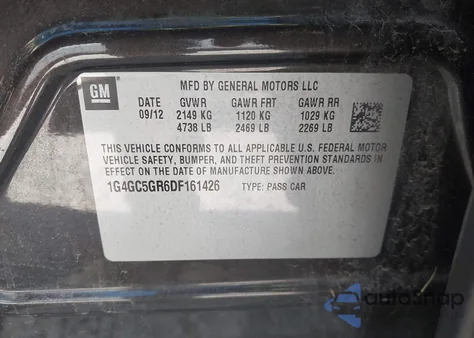 GM
MFD BY GENERAL MOTORS LLC
DATE GVWR GAWR FRT GAWR RR
09/12 2149 KG 1120 KG 1029 KG
4738 LB 2469 LB 2269 LB
THIS VEHICLE CONFORMS TO ALL APPLICABLE U.S. FEDERAL MOTOR
VEHICLE SAFETY, BUMPER, AND THEFT PREVENTION STANDARDS IN
EFFECT ON THE DATE OF MANUFACTURE SHOWN ABOVE.
1G4GC5GR6DF161426 TYPE: PASS CAR
autosnap